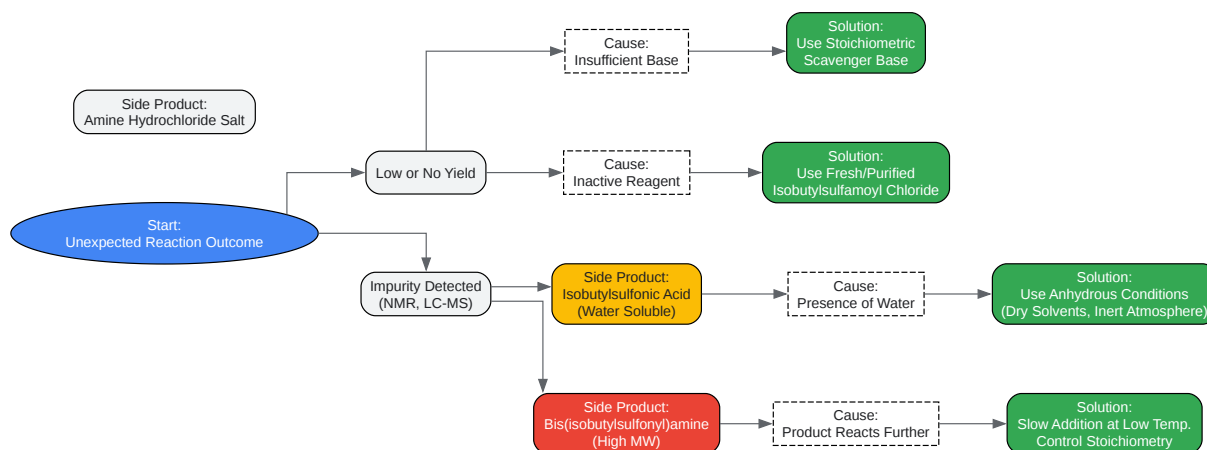 Cause:
Insufficient Base
Solution:
Use Stoichiometric
Scavenger Base
Side Product:
Amine Hydrochloride Salt
Low or No Yield
Cause:
Inactive Reagent
Solution:
Use Fresh/Purified
Isobutylsulfamoyl Chloride
Start:
Unexpected Reaction Outcome
Impurity Detected
(NMR, LC-MS)
Side Product:
Isobutylsulfonic Acid
(Water Soluble)
Cause:
Presence of Water
Solution:
Use Anhydrous Conditions
(Dry Solvents, Inert Atmosphere)
Side Product:
Bis(isobutylsulfonyl)amine
(High MW)
Cause:
Product Reacts Further
Solution:
Slow Addition at Low Temp.
Control Stoichiometry